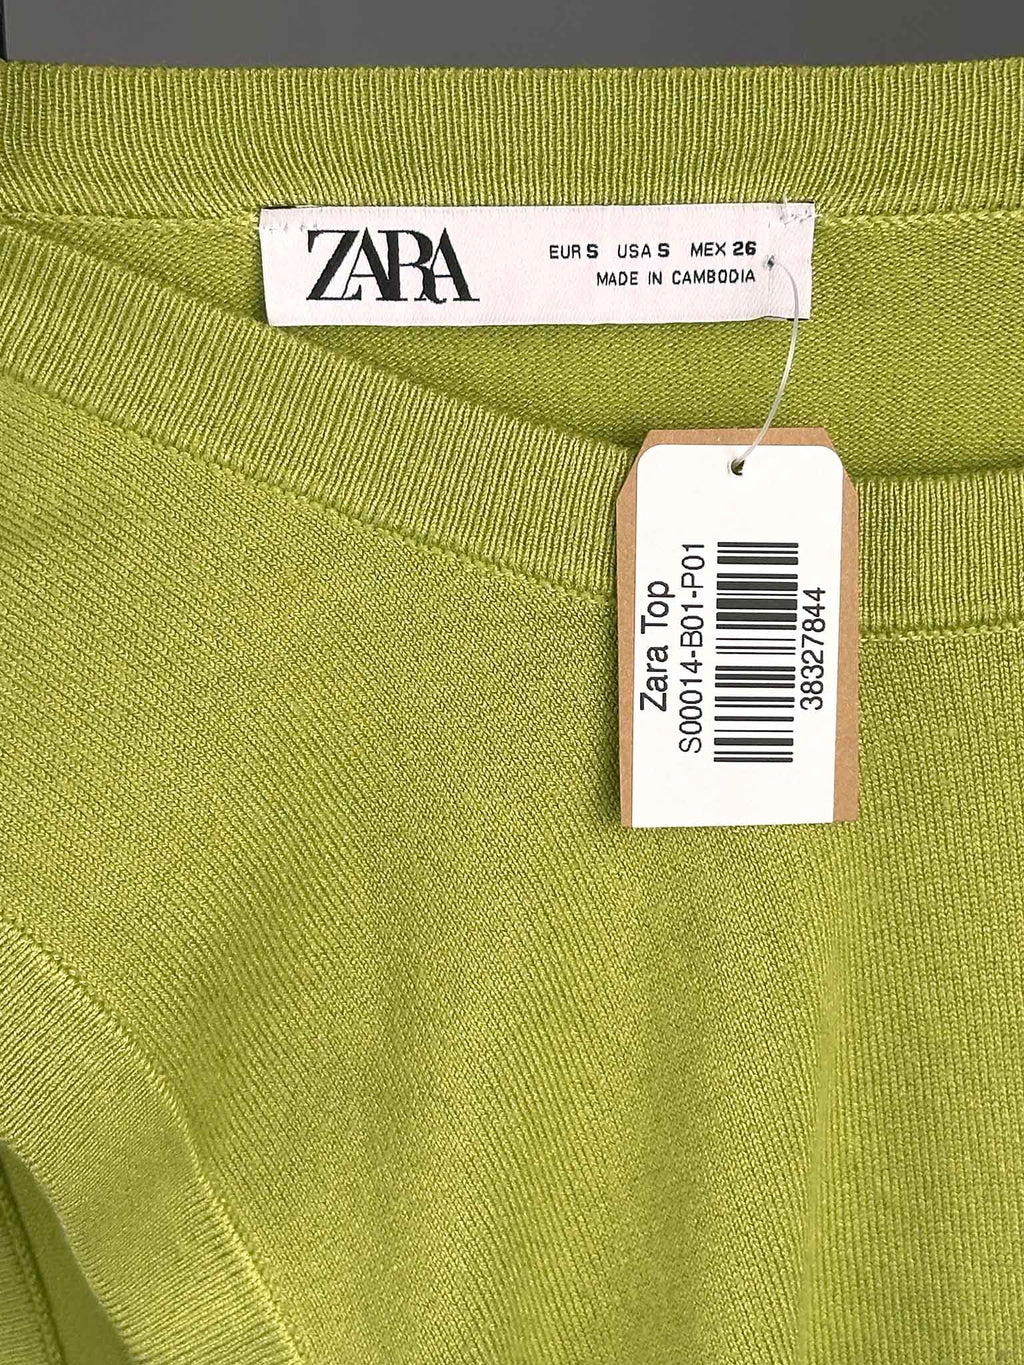 ZARA
EUR S USA S MEX 26
MADE IN CAMBODIA
Zara Top
S00014-B01-P01
38327844